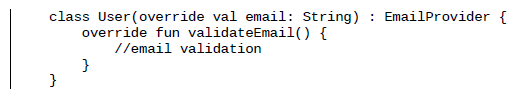 class User(override val email: String) : EmailProvider {
    override fun validateEmail() {
        //email validation
    }
}